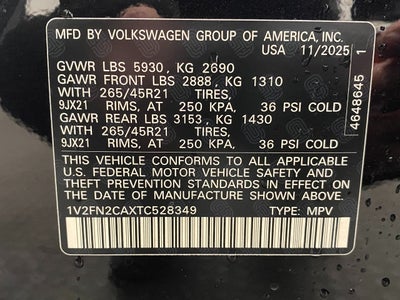 MFD BY VOLKSWAGEN GROUP OF AMERICA, INC.
USA 11/2025
GVWR LBS 5930, KG 2690
GAWR FRONT LBS 2888, KG 1310
WITH 265/45R21 TIRES,
9JX21 RIMS, AT 250 KPA, 36 PSI COLD
GAWR REAR LBS 3153, KG 1430
WITH 265/45R21 TIRES,
9JX21 RIMS, AT 250 KPA, 36 PSI COLD
THIS VEHICLE CONFORMS TO ALL APPLICABLE
U.S. FEDERAL MOTOR VEHICLE SAFETY AND
THEFT PREVENTION STANDARDS IN EFFECT ON
THE DATE OF MANUFACTURE SHOWN ABOVE.
1V2FN2CAXTC528349 TYPE: MPV
4648645 1